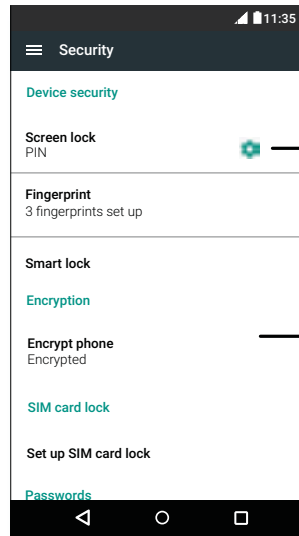 11:35
Security
Device security
Screen lock
PIN
Fingerprint
3 fingerprints set up
Smart lock
Encryption
Encrypt phone
Encrypted
SIM card lock
Set up SIM card lock
Passwords